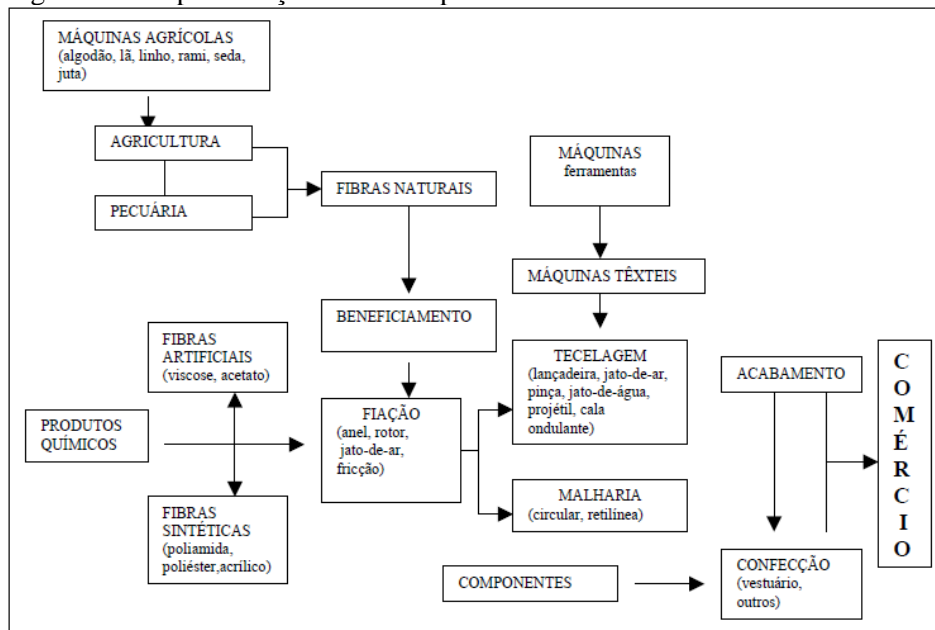 MÁQUINAS AGRÍCOLAS
(algodão, lã, linho, rami, seda,
juta)
AGRICULTURA
PECUÁRIA
FIBRAS NATURAIS
MÁQUINAS
ferramentas
MÁQUINAS TÊXTEIS
BENEFICIAMENTO
FIBRAS
ARTIFICIAIS
(viscose, acetato)
TECELAGEM
(lançadeira, jato-de-ar,
pinça, jato-de-água,
projétil, cala
ondulante)
ACABAMENTO
COMÉRCIO
PRODUTOS
QUÍMICOS
FIAÇÃO
(anel, rotor,
jato-de-ar,
fricção)
MALHARIA
(circular, retilínea)
FIBRAS
SINTÉTICAS
(poliamida,
poliéster,acrílico)
COMPONENTES
CONFECÇÃO
(vestuário,
outros)